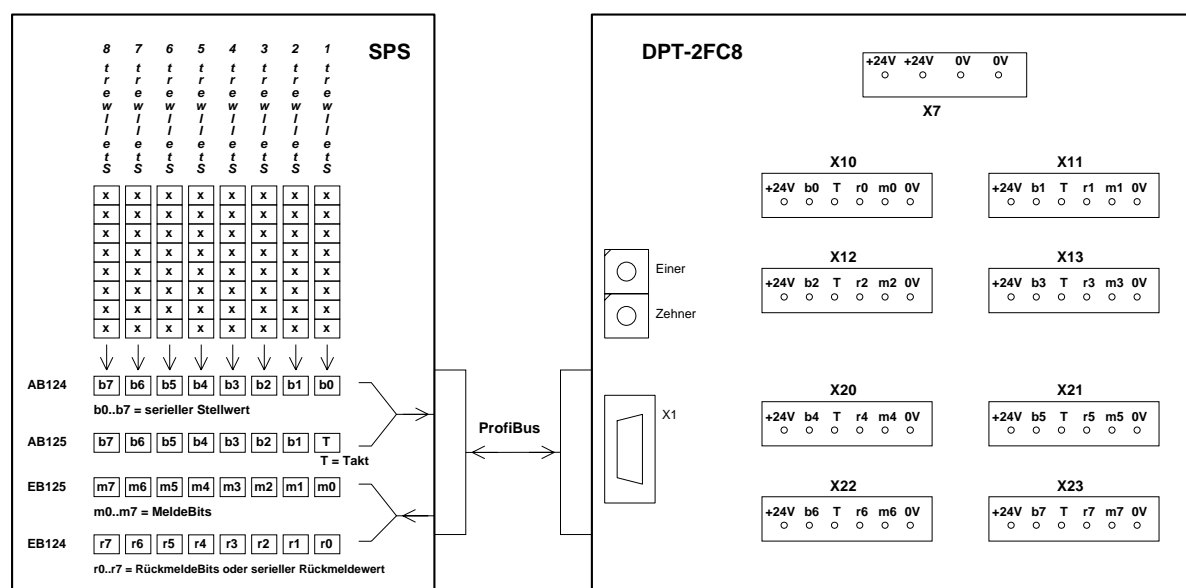 SPS
8 7 6 5 4 3 2 1
Stellwert Stellwert Stellwert Stellwert Stellwert Stellwert Stellwert Stellwert
x x x x x x x x
x x x x x x x x
x x x x x x x x
x x x x x x x x
x x x x x x x x
x x x x x x x x
x x x x x x x x
x x x x x x x x
AB124 b7 b6 b5 b4 b3 b2 b1 b0
b0..b7 = serieller Stellwert
AB125 b7 b6 b5 b4 b3 b2 b1 T
T = Takt
EB125 m7 m6 m5 m4 m3 m2 m1 m0
m0..m7 = MeldeBits
EB124 r7 r6 r5 r4 r3 r2 r1 r0
r0..r7 = RückmeldeBits oder serieller Rückmeldewert
ProfiBus
DPT-2FC8
+24V +24V 0V 0V
X7
X10
+24V b0 T r0 m0 0V
X11
+24V b1 T r1 m1 0V
Einer
Zehner
X12
+24V b2 T r2 m2 0V
X13
+24V b3 T r3 m3 0V
X1
X20
+24V b4 T r4 m4 0V
X21
+24V b5 T r5 m5 0V
X22
+24V b6 T r6 m6 0V
X23
+24V b7 T r7 m7 0V